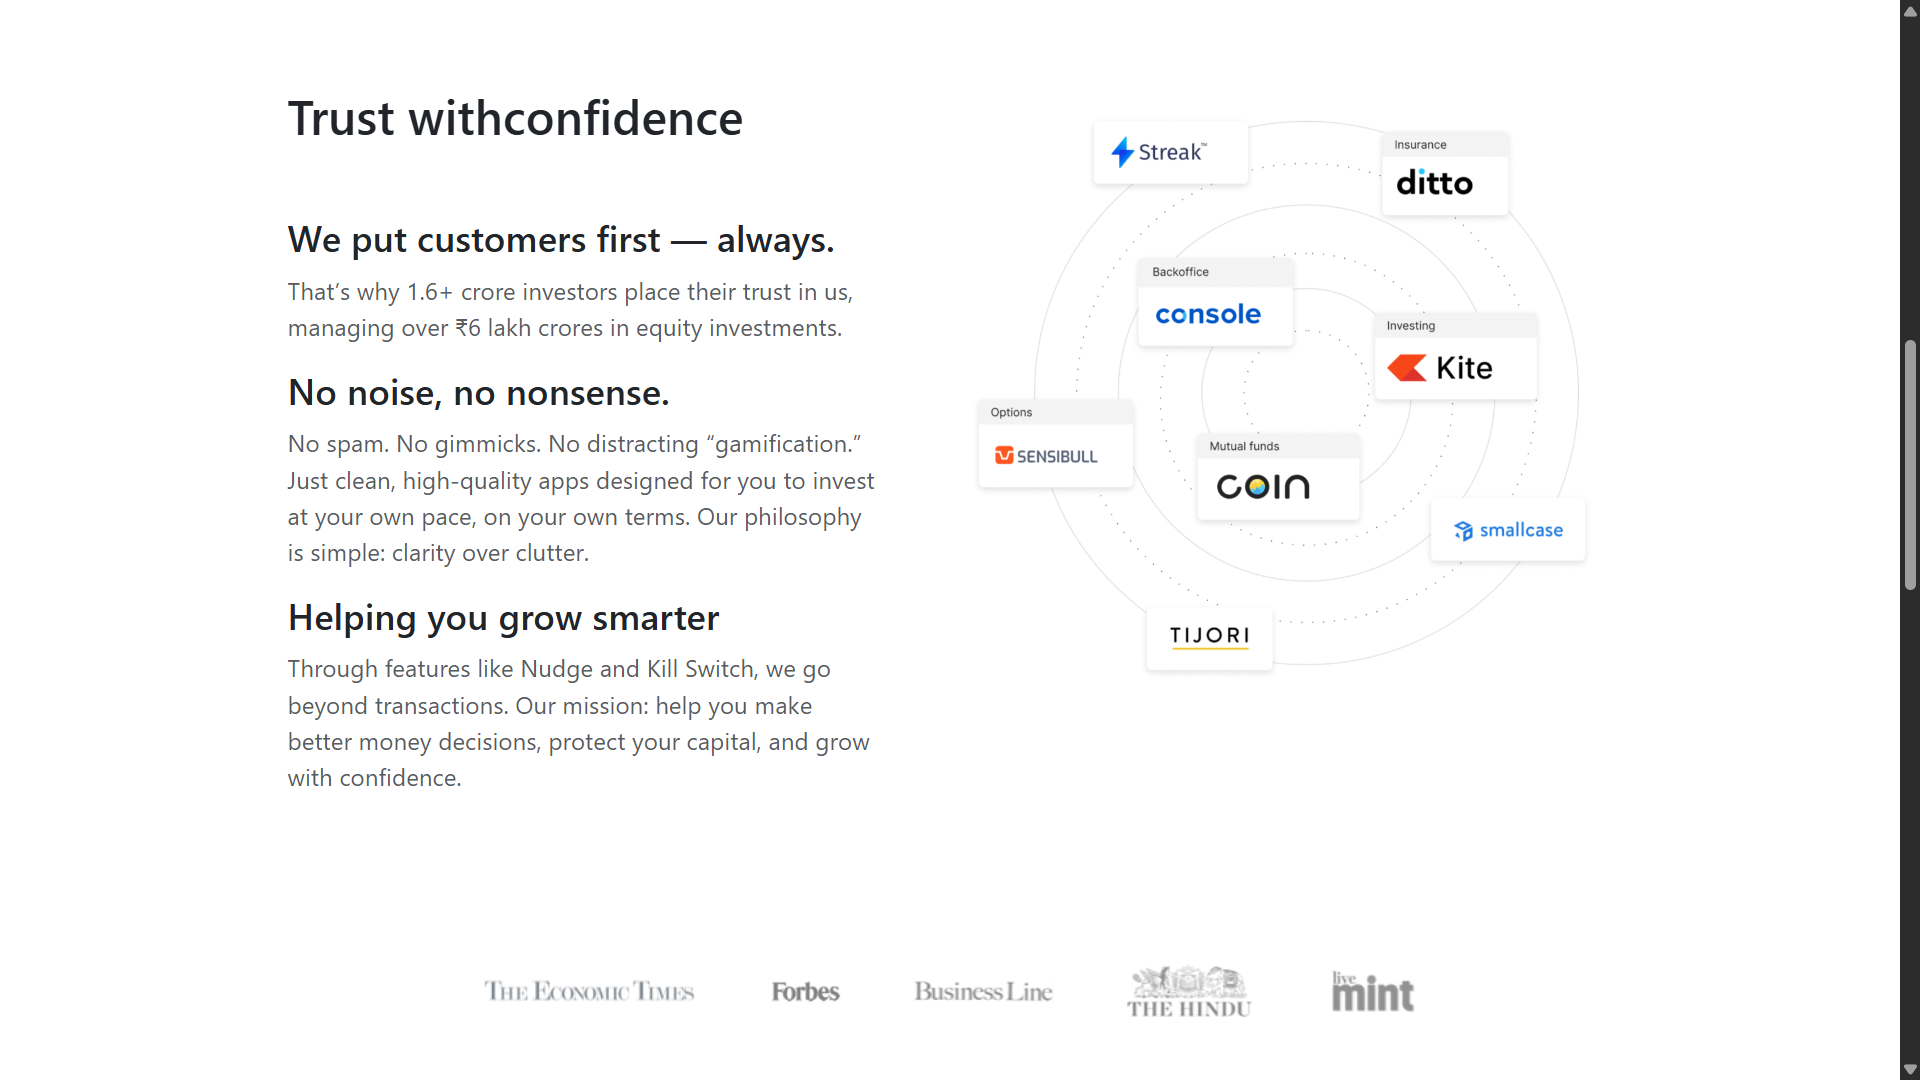 Trust withconfidence
We put customers first — always.
That’s why 1.6+ crore investors place their trust in us,
managing over ₹6 lakh crores in equity investments.
No noise, no nonsense.
No spam. No gimmicks. No distracting “gamification.”
Just clean, high-quality apps designed for you to invest
at your own pace, on your own terms. Our philosophy
is simple: clarity over clutter.
Helping you grow smarter
Through features like Nudge and Kill Switch, we go
beyond transactions. Our mission: help you make
better money decisions, protect your capital, and grow
with confidence.
Streak™
Insurance
ditto
Backoffice
console
Investing
Kite
Options
SENSIBULL
Mutual funds
coin
smallcase
TIJORI
THE ECONOMIC TIMES
Forbes
Business Line
THE HINDU
live
mint